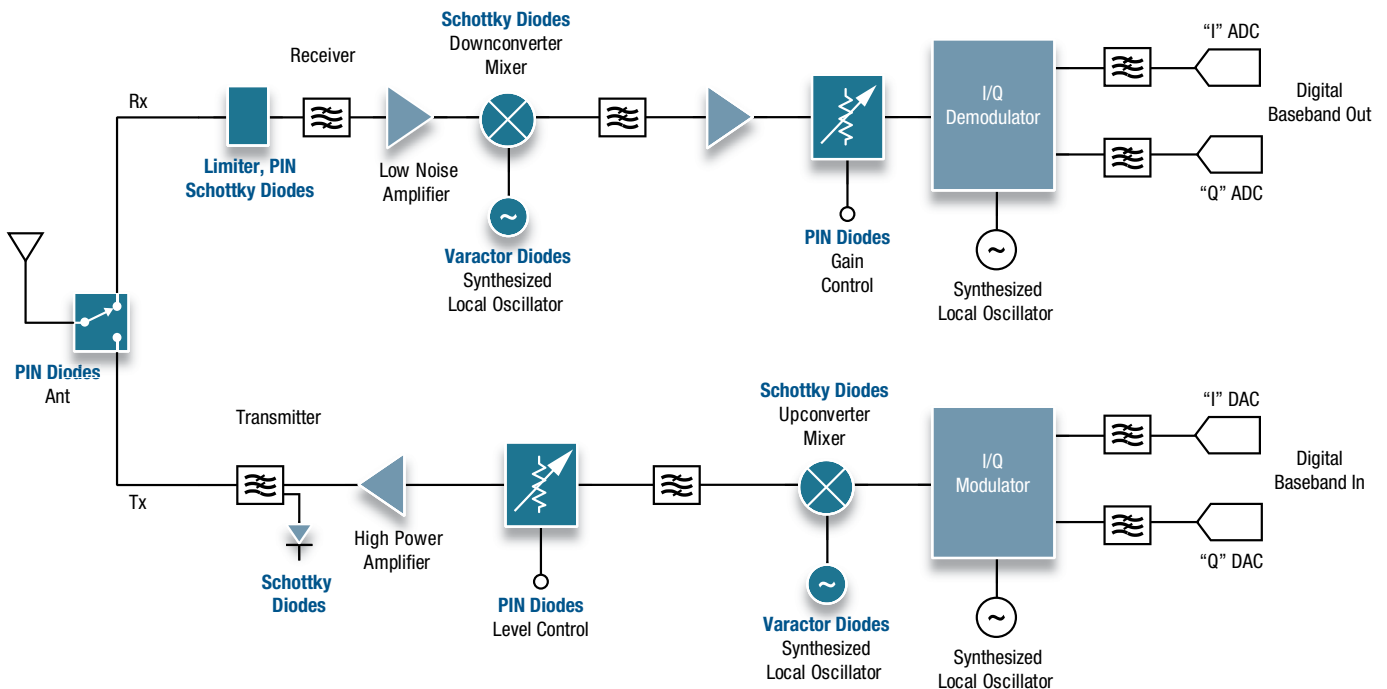 Receiver
Rx
Limiter, PIN
Schottky Diodes
Low Noise
Amplifier
Schottky Diodes
Downconverter
Mixer
Varactor Diodes
Synthesized
Local Oscillator
PIN Diodes
Gain
Control
I/Q
Demodulator
Synthesized
Local Oscillator
“I” ADC
“Q” ADC
Digital
Baseband Out
PIN Diodes
Ant
Transmitter
Tx
Schottky
Diodes
High Power
Amplifier
PIN Diodes
Level Control
Schottky Diodes
Upconverter
Mixer
Varactor Diodes
Synthesized
Local Oscillator
I/Q
Modulator
Synthesized
Local Oscillator
“I” DAC
“Q” DAC
Digital
Baseband In